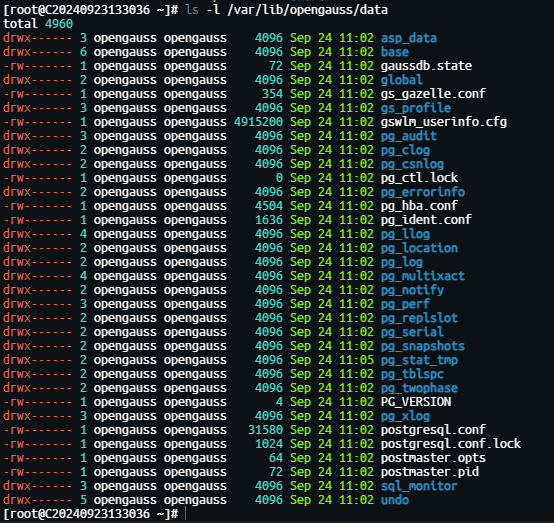 [root@C20240923133036 ~]# ls -l /var/lib/opengauss/data
total 4960
drwx------ 3 opengauss opengauss    4096 Sep 24 11:02 asp_data
drwx------ 6 opengauss opengauss    4096 Sep 24 11:02 base
-rw------- 1 opengauss opengauss      72 Sep 24 11:02 gaussdb.state
drwx------ 2 opengauss opengauss    4096 Sep 24 11:02 global
-rw------- 1 opengauss opengauss     354 Sep 24 11:02 gs_gazelle.conf
drwx------ 3 opengauss opengauss    4096 Sep 24 11:02 gs_profile
-rw------- 1 opengauss opengauss 4915200 Sep 24 11:02 gswlm_userinfo.cfg
drwx------ 3 opengauss opengauss    4096 Sep 24 11:02 pg_audit
drwx------ 2 opengauss opengauss    4096 Sep 24 11:02 pg_clog
drwx------ 2 opengauss opengauss    4096 Sep 24 11:02 pg_csnlog
-rw------- 1 opengauss opengauss       0 Sep 24 11:02 pg_ctl.lock
drwx------ 2 opengauss opengauss    4096 Sep 24 11:02 pg_errorinfo
-rw------- 1 opengauss opengauss    4504 Sep 24 11:02 pg_hba.conf
-rw------- 1 opengauss opengauss    1636 Sep 24 11:02 pg_ident.conf
drwx------ 4 opengauss opengauss    4096 Sep 24 11:02 pg_llog
drwx------ 2 opengauss opengauss    4096 Sep 24 11:02 pg_location
drwx------ 2 opengauss opengauss    4096 Sep 24 11:02 pg_log
drwx------ 4 opengauss opengauss    4096 Sep 24 11:02 pg_multixact
drwx------ 2 opengauss opengauss    4096 Sep 24 11:02 pg_notify
drwx------ 3 opengauss opengauss    4096 Sep 24 11:02 pg_perf
drwx------ 2 opengauss opengauss    4096 Sep 24 11:02 pg_replslot
drwx------ 2 opengauss opengauss    4096 Sep 24 11:02 pg_serial
drwx------ 2 opengauss opengauss    4096 Sep 24 11:02 pg_snapshots
drwx------ 2 opengauss opengauss    4096 Sep 24 11:05 pg_stat_tmp
drwx------ 2 opengauss opengauss    4096 Sep 24 11:02 pg_tblspc
drwx------ 2 opengauss opengauss    4096 Sep 24 11:02 pg_twophase
-rw------- 1 opengauss opengauss       4 Sep 24 11:02 PG_VERSION
drwx------ 3 opengauss opengauss    4096 Sep 24 11:02 pg_xlog
-rw------- 1 opengauss opengauss   31580 Sep 24 11:02 postgresql.conf
-rw------- 1 opengauss opengauss    1024 Sep 24 11:02 postgresql.conf.lock
-rw------- 1 opengauss opengauss      64 Sep 24 11:02 postmaster.opts
-rw------- 1 opengauss opengauss      72 Sep 24 11:02 postmaster.pid
drwx------ 3 opengauss opengauss    4096 Sep 24 11:02 sql_monitor
drwx------ 5 opengauss opengauss    4096 Sep 24 11:02 undo
[root@C20240923133036 ~]#